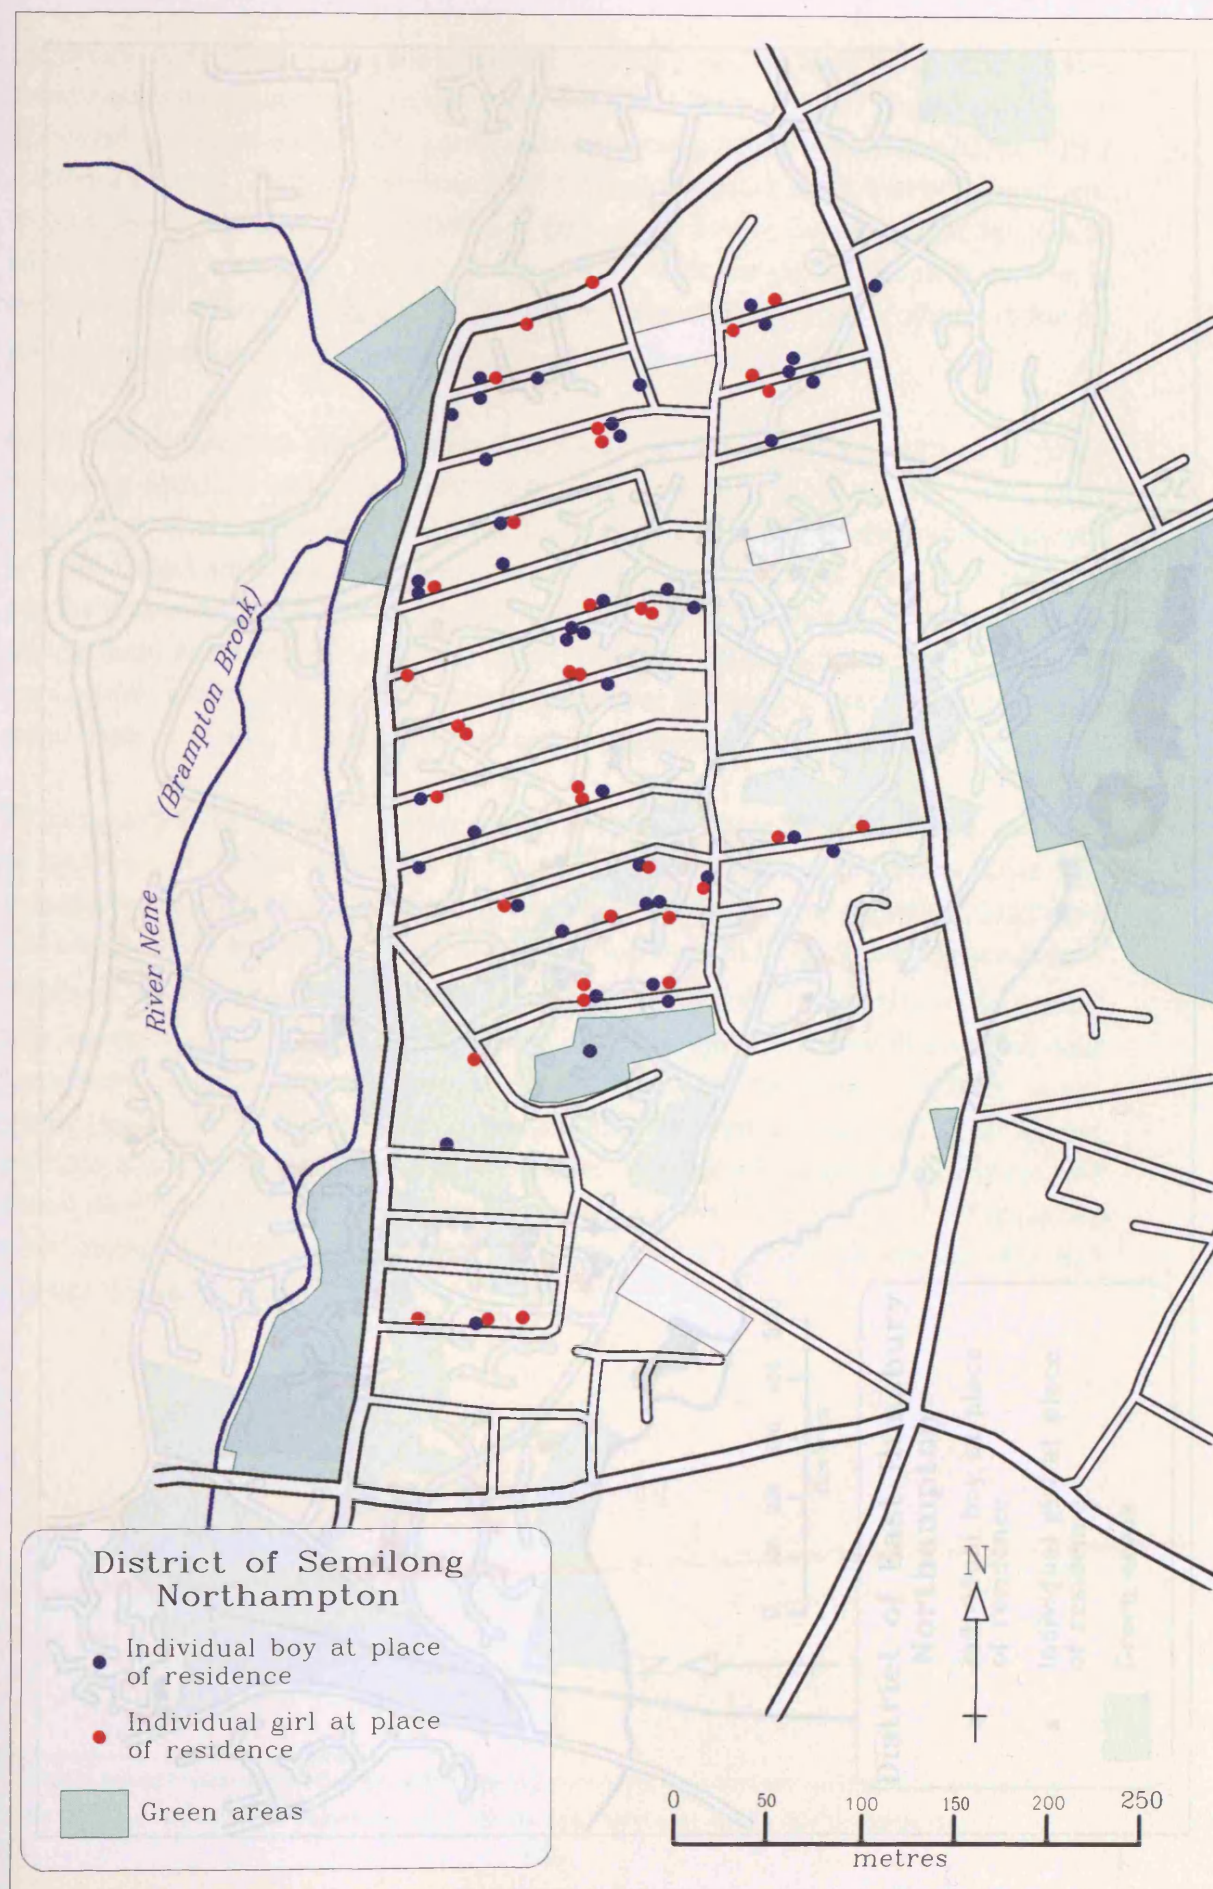 (Brampton Brook)
River Nene
District of Semilong
Northampton
Individual boy at place
of residence
Individual girl at place
of residence
Green areas
N
0 50 100 150 200 250
metres